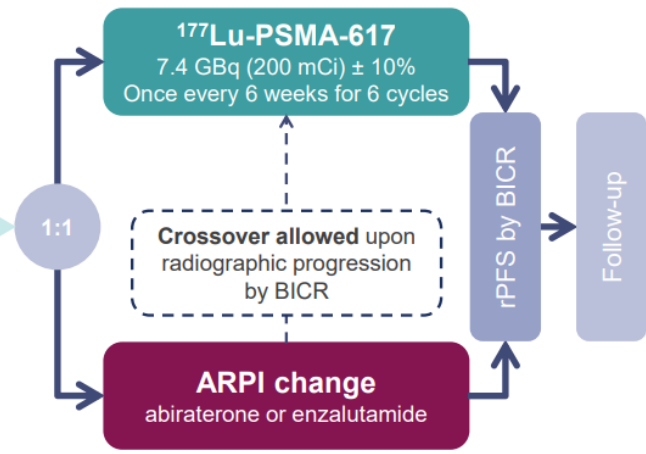 ¹⁷⁷Lu-PSMA-617
7.4 GBq (200 mCi) ± 10%
Once every 6 weeks for 6 cycles
1:1
Crossover allowed upon
radiographic progression
by BICR
ARPI change
abiraterone or enzalutamide
rPFS by BICR
Follow-up